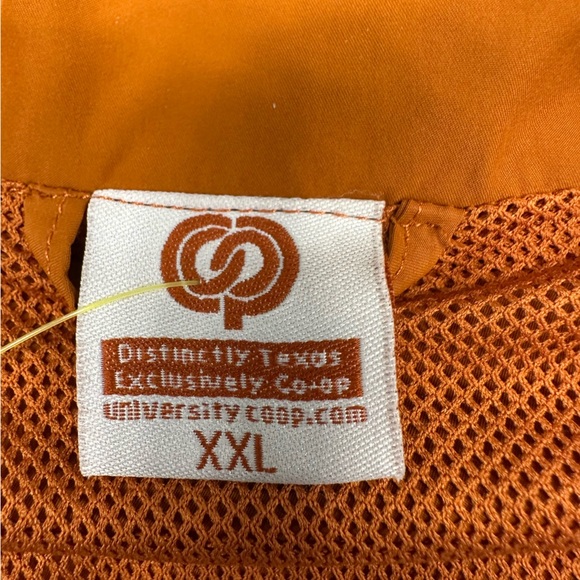 Distinctly Texas
Exclusively Co-op
universitycoop.com
XXL